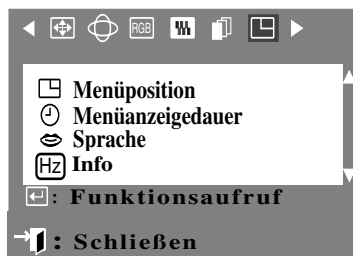 RGB
Menüposition
Menüanzeigedauer
Sprache
Hz Info
: Funktionsaufruf
: Schließen